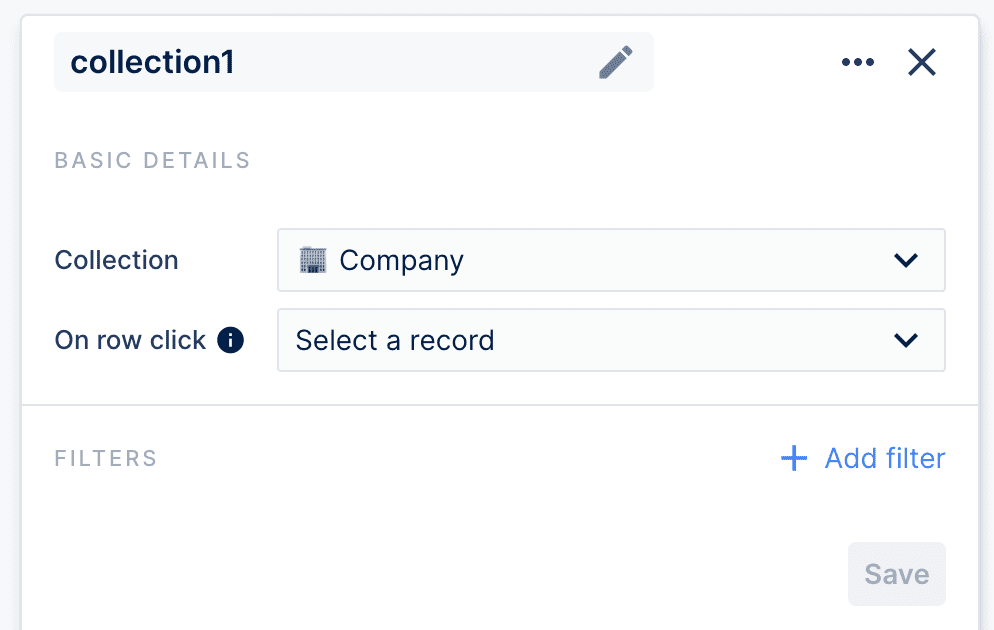 collection1
BASIC DETAILS
Collection
Company
On row click
Select a record
FILTERS
Add filter
Save